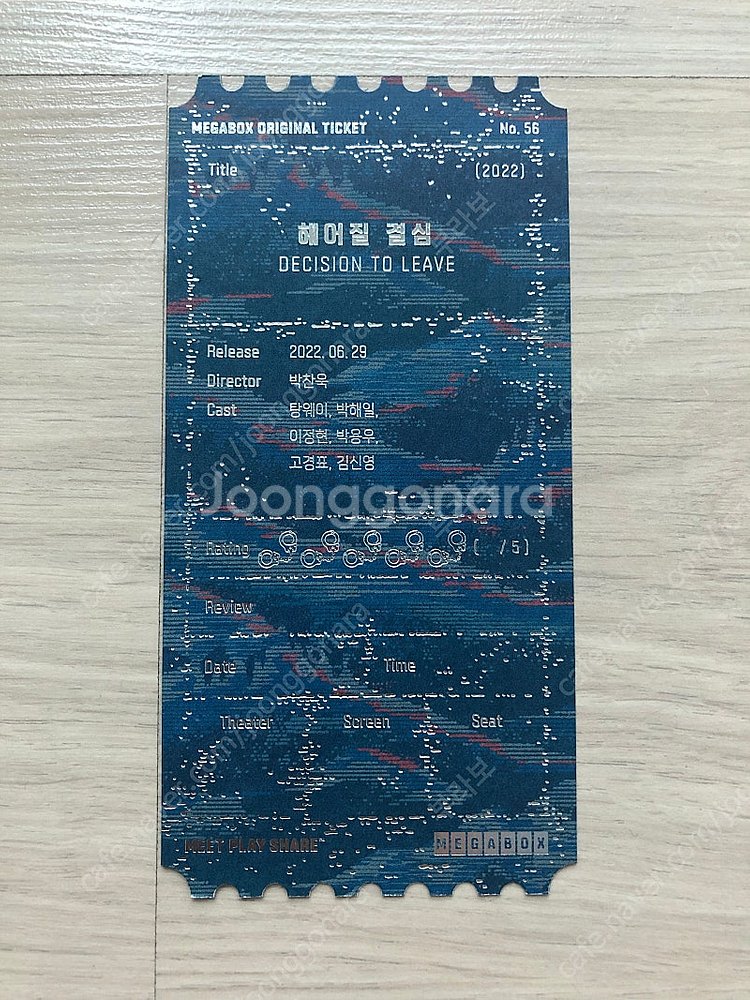 MEGABOX ORIGINAL TICKET No. 56
Title (2022)
헤어질 결심
DECISION TO LEAVE
Release 2022. 06. 29
Director 박찬욱
Cast 탕웨이, 박해일,
이정현, 박용우,
고경표, 김신영
Joonggonara
Rating ( /5)
Review
Date Time
Theater Screen Seat
MEET PLAY SHARE MEGABOX